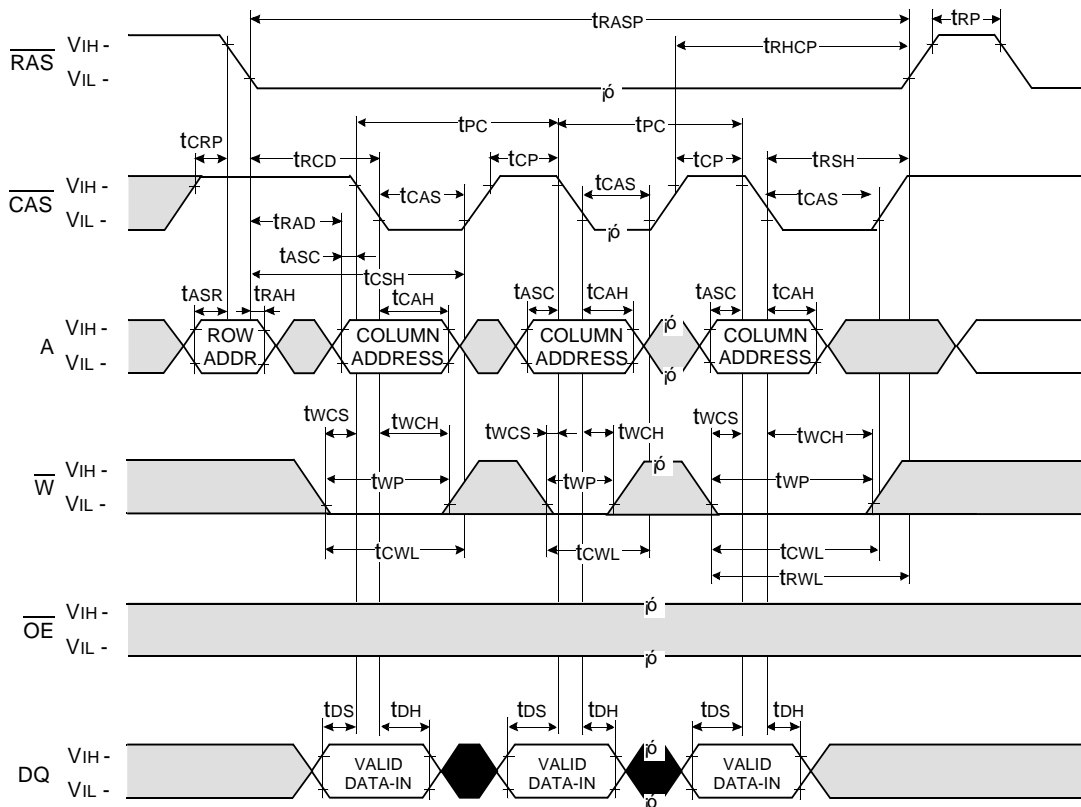 tRASP
tRP
tRHCP
RAS
VIH -
VIL -
¡ó
tCRP
tRCD
tPC
tCP
tPC
tCP
tRSH
CAS
VIH -
VIL -
tCAS
tCAS
tCAS
¡ó
tRAD
tASC
tCSH
tASR
tRAH
tCAH
tASC
tCAH
tASC
tCAH
A
VIH -
VIL -
ROW
ADDR
COLUMN
ADDRESS
COLUMN
ADDRESS
¡ó
¡ó
COLUMN
ADDRESS
tWCS
tWCH
tWCS
tWCH
tWCS
tWCH
W
VIH -
VIL -
tWP
tWP
¡ó
tWP
tCWL
tCWL
tCWL
tRWL
OE
VIH -
VIL -
¡ó
¡ó
tDS
tDH
tDS
tDH
tDS
tDH
DQ
VIH -
VIL -
VALID
DATA-IN
VALID
DATA-IN
¡ó
¡ó
VALID
DATA-IN